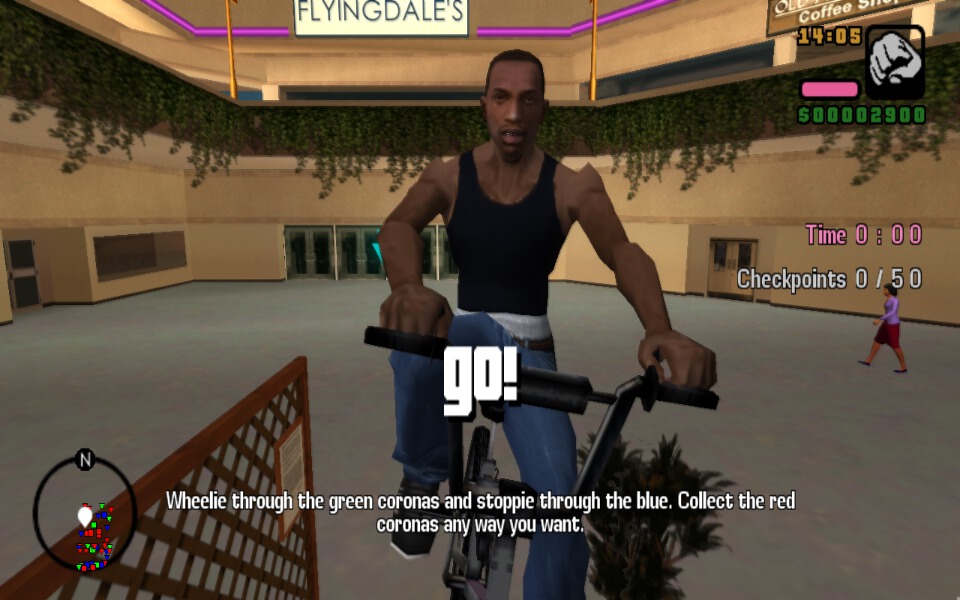 FLYINGDALE'S
Coffee Shop
14:05
$00002900
Time 0:00
Checkpoints 0/50
go!
N
Wheelie through the green coronas and stoppie through the blue. Collect the red
coronas any way you want.